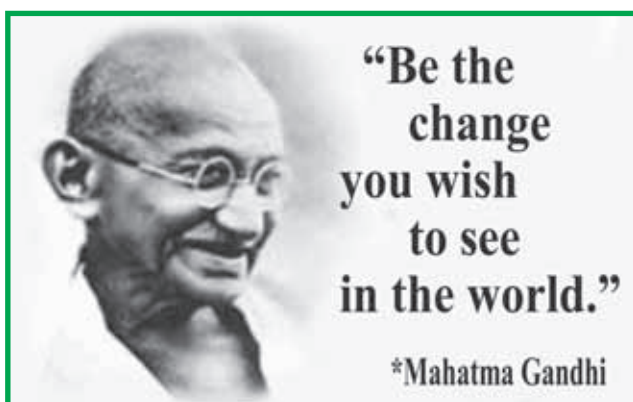 “Be the
change
you wish
to see
in the world.”
*Mahatma Gandhi